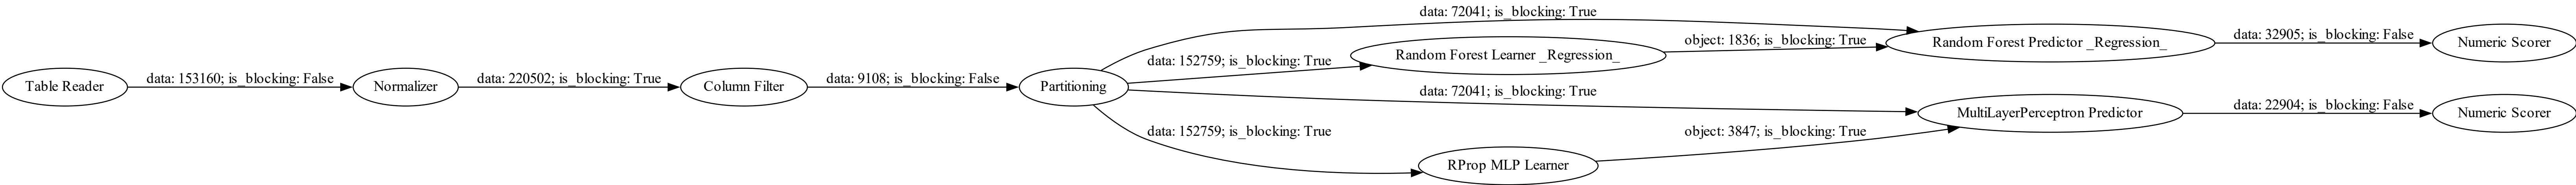 Table Reader
data: 153160; is_blocking: False
Normalizer
data: 220502; is_blocking: True
Column Filter
data: 9108; is_blocking: False
Partitioning
data: 72041; is_blocking: True
data: 152759; is_blocking: True
Random Forest Learner _Regression_
object: 1836; is_blocking: True
Random Forest Predictor _Regression_
data: 32905; is_blocking: False
Numeric Scorer
data: 72041; is_blocking: True
MultiLayerPerceptron Predictor
data: 22904; is_blocking: False
Numeric Scorer
data: 152759; is_blocking: True
RProp MLP Learner
object: 3847; is_blocking: True